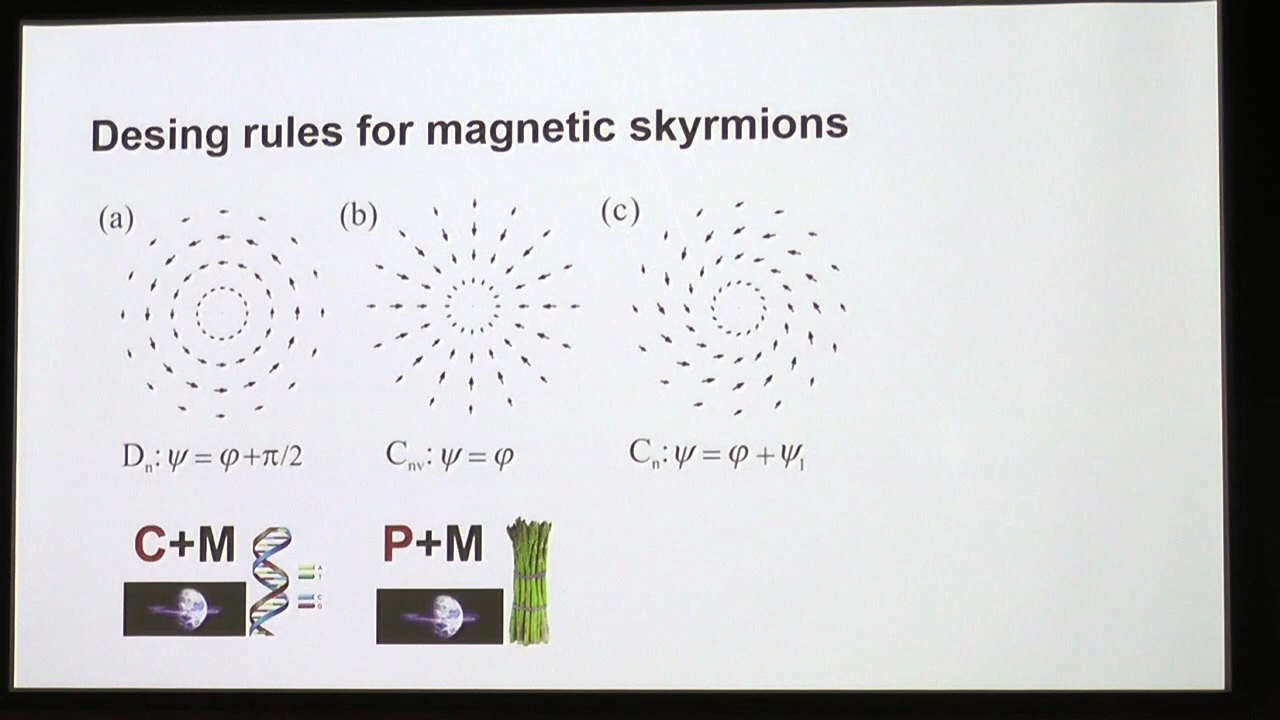 Desing rules for magnetic skyrmions
(a)
(b)
(c)
Dₙ: ψ = φ+π/2
Cₙᵥ: ψ = φ
Cₙ: ψ = φ + ψ₁
C+M
P+M